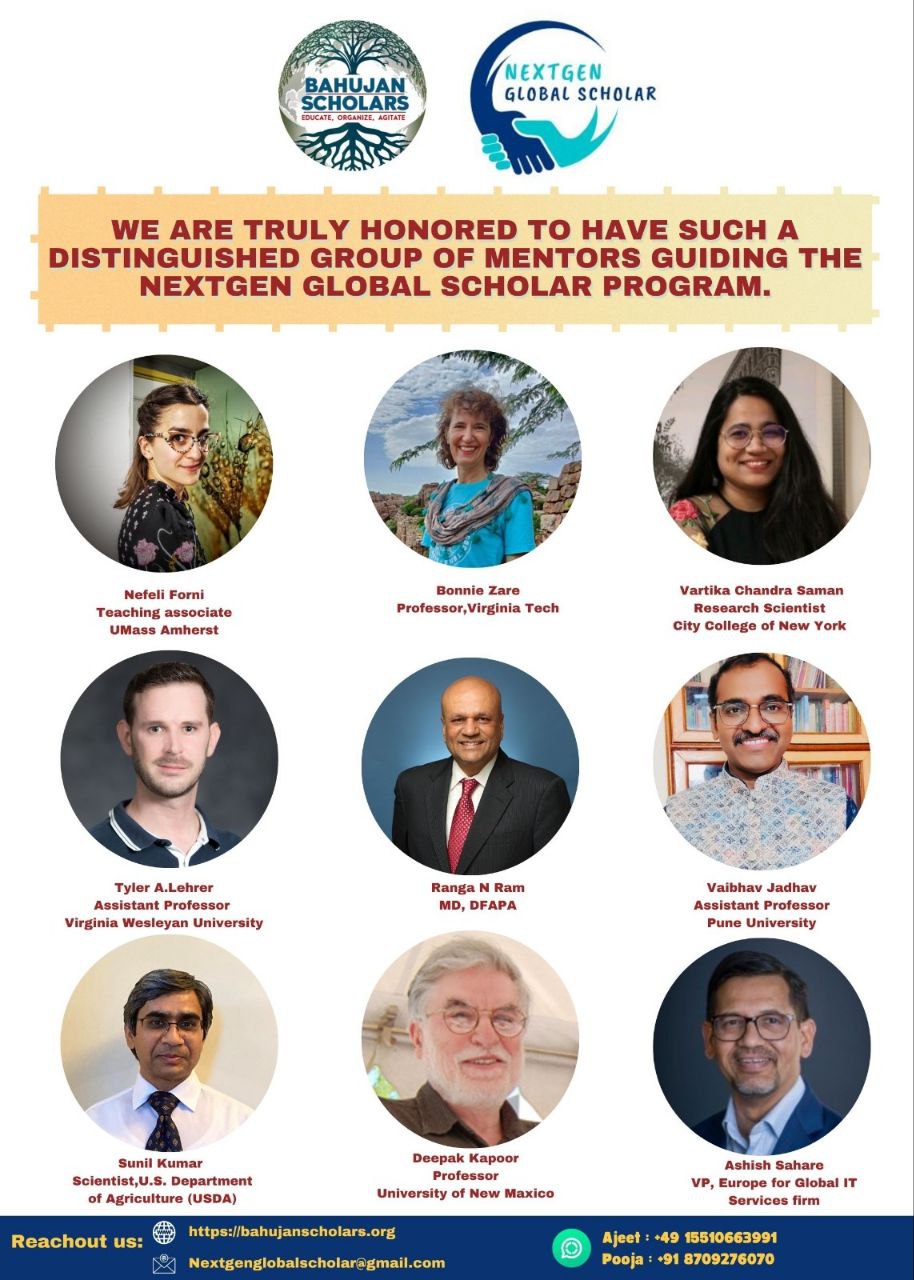 BAHUJAN
SCHOLARS
EDUCATE, ORGANIZE, AGITATE
NEXTGEN
GLOBAL SCHOLAR
WE ARE TRULY HONORED TO HAVE SUCH A
DISTINGUISHED GROUP OF MENTORS GUIDING THE
NEXTGEN GLOBAL SCHOLAR PROGRAM.
Nefeli Forni
Teaching associate
UMass Amherst
Bonnie Zare
Professor,Virginia Tech
Vartika Chandra Saman
Research Scientist
City College of New York
Tyler A.Lehrer
Assistant Professor
Virginia Wesleyan University
Ranga N Ram
MD, DFAPA
Vaibhav Jadhav
Assistant Professor
Pune University
Sunil Kumar
Scientist,U.S. Department
of Agriculture (USDA)
Deepak Kapoor
Professor
University of New Maxico
Ashish Sahare
VP, Europe for Global IT
Services firm
Reachout us:
https://bahujanscholars.org
Nextgenglobalscholar@gmail.com
Ajeet : +49 15510663991
Pooja : +91 8709276070